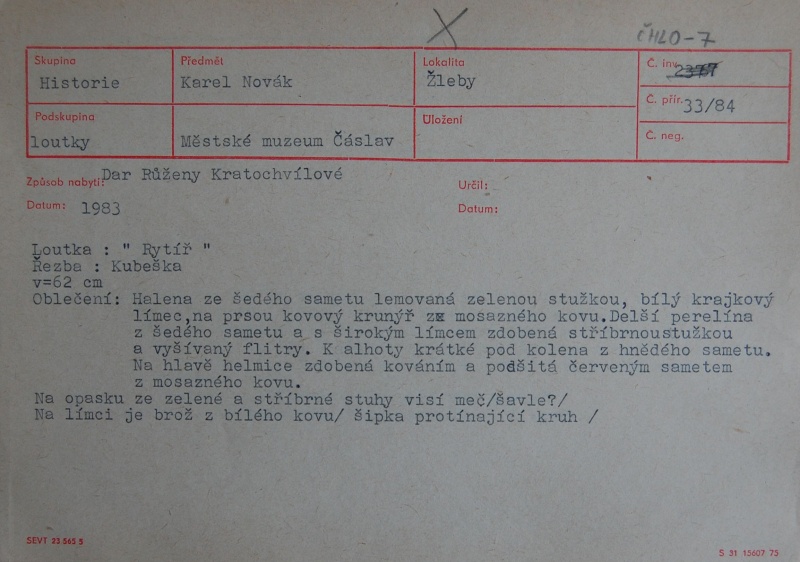 ČHLO-7
Skupina Předmět Lokalita Č. inv.
Historie Karel Novák Žleby
Č. přír. 33/84
Podskupina Uložení
loutky Městské muzeum Čáslav Č. neg.
Způsob nabytí: Dar Růženy Kratochvílové Určil:
Datum: 1983 Datum:
Loutka : " Rytíř "
Řezba : Kubeška
v=62 cm
Oblečení: Halena ze šedého sametu lemovaná zelenou stužkou, bílý krajkový
límec,na prsou kovový krunýř zx mosazného kovu.Delší perelína
z šedého sametu a s širokým límcem zdobená stříbrnoustužkou
a vyšívaný flitry. K alhoty krátké pod kolena z hnědého sametu.
Na hlavě helmice zdobená kováním a podšitá červeným sametem
z mosazného kovu.
Na opasku ze zelené a stříbrné stuhy visí meč/šavle?/
Na límci je brož z bílého kovu/ šipka protínající kruh /
SEVT 23 565 5
S 31 15607 75